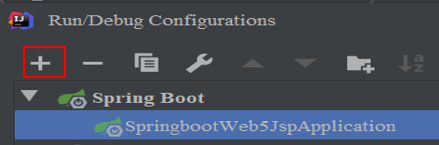 Run/Debug Configurations
Spring Boot
SpringbootWeb5JspApplication